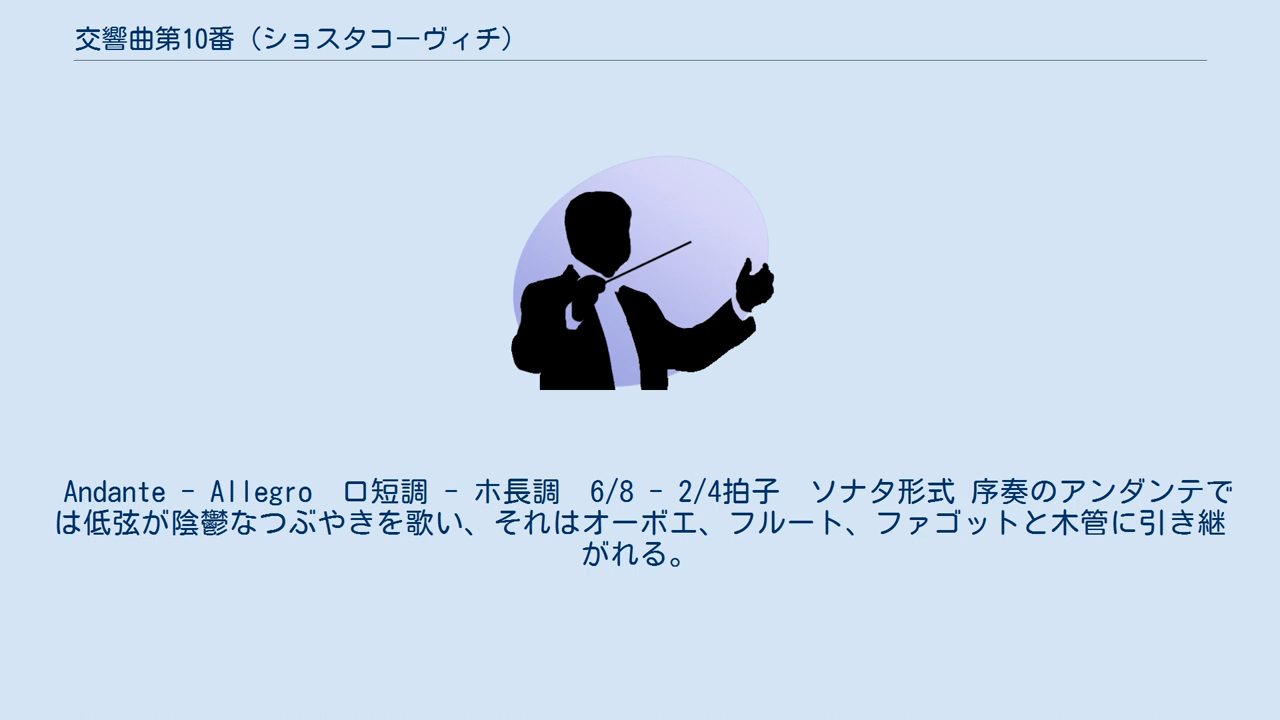 交響曲第10番（ショスタコーヴィチ）
Andante - Allegro　ロ短調 - ホ長調　6/8 - 2/4拍子　ソナタ形式 序奏のアンダンテで
は低弦が陰鬱なつぶやきを歌い、それはオーボエ、フルート、ファゴットと木管に引き継
がれる。